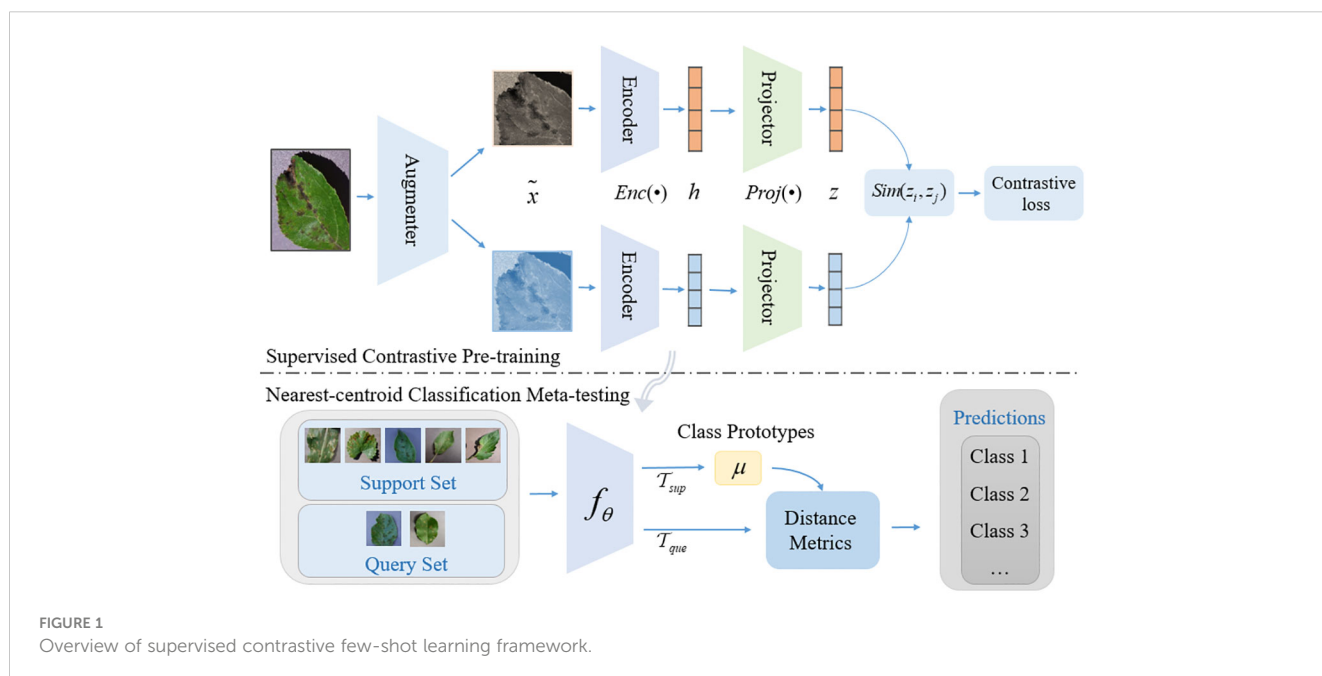 Augmenter
x̃
Encoder
Enc(•)
h
Projector
Proj(•)
z
Sim(z_i, z_j)
Contrastive
loss
Encoder
Projector
Supervised Contrastive Pre-training
Nearest-centroid Classification Meta-testing
Support Set
Query Set
f_θ
T_sup
T_que
Class Prototypes
μ
Distance
Metrics
Predictions
Class 1
Class 2
Class 3
…
FIGURE 1
Overview of supervised contrastive few-shot learning framework.